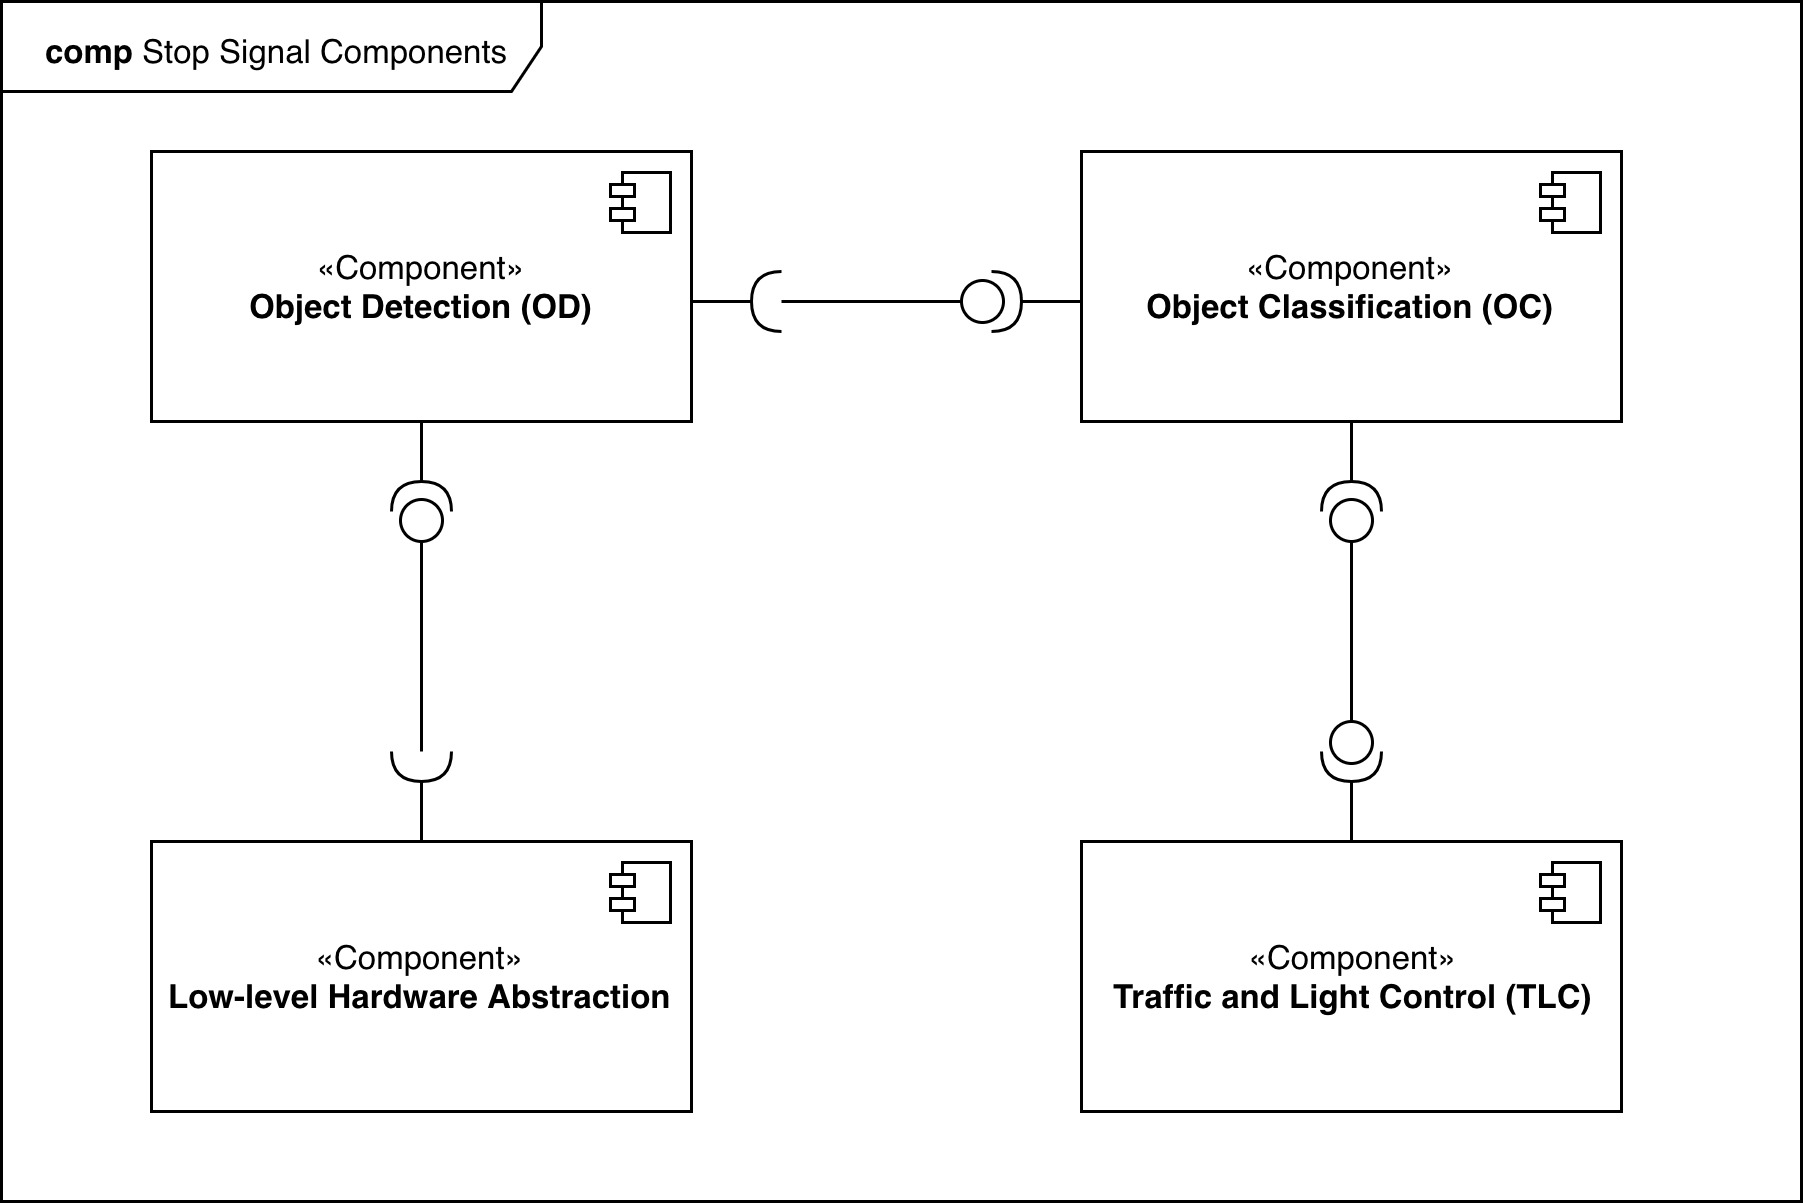 comp Stop Signal Components
«Component»
Object Detection (OD)
«Component»
Object Classification (OC)
«Component»
Low-level Hardware Abstraction
«Component»
Traffic and Light Control (TLC)